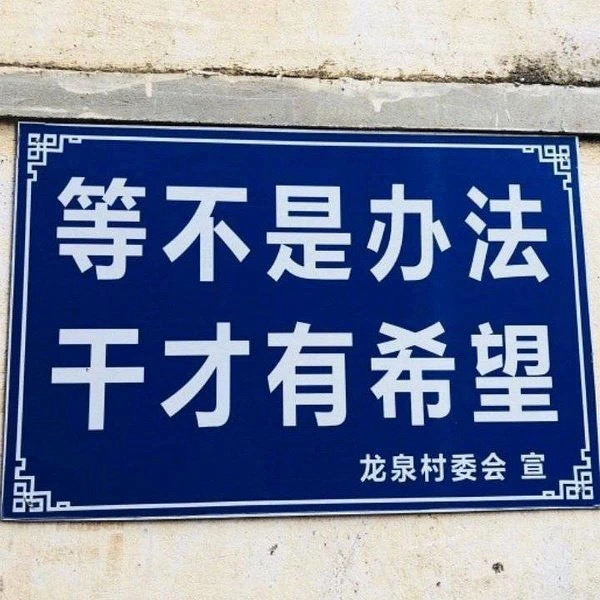 等不是办法
干才有希望
龙泉村委会 宣